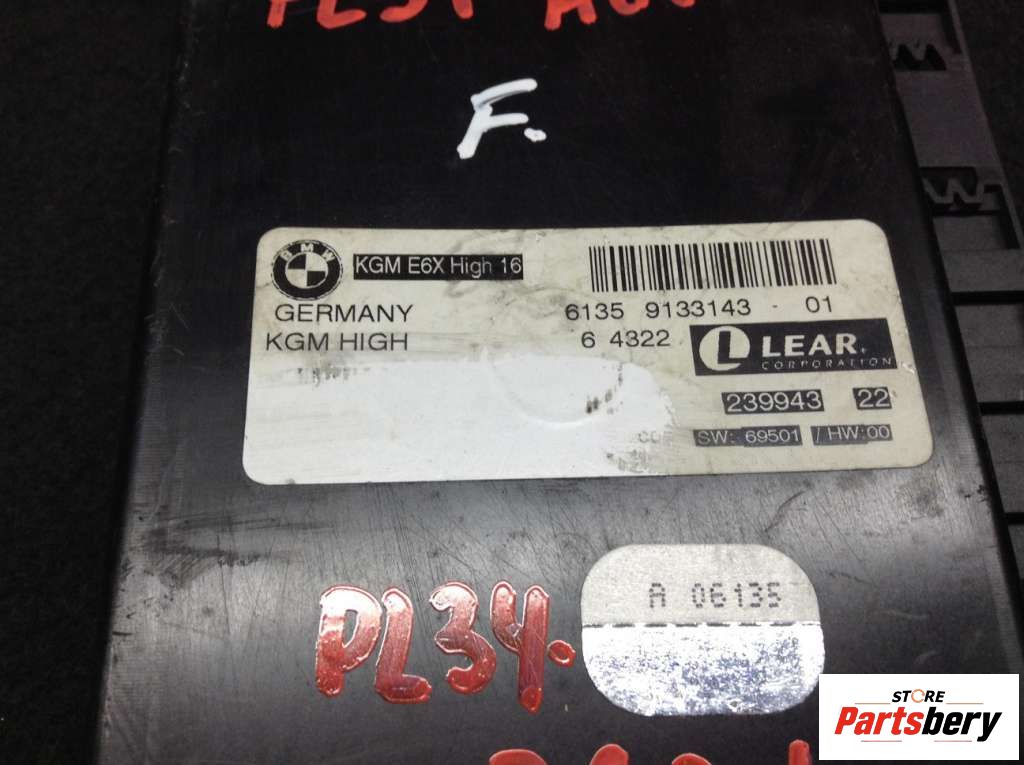 F.
BMW
KGM E6X High 16
GERMANY
6135 9133143 - 01
KGM HIGH
6 4322
L LEAR
CORPORATION
239943 22
SW: 69501 / HW:00
PL34.
A 06135
STORE
Partsbery